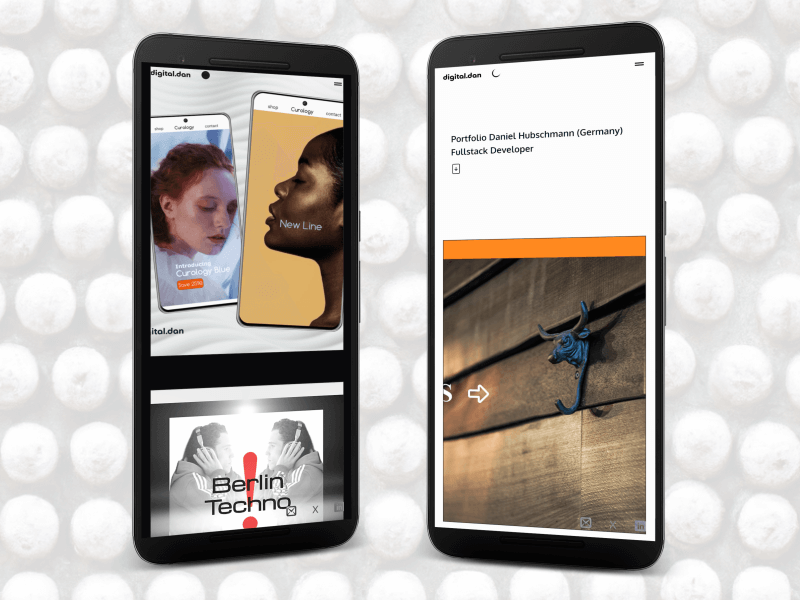 digital.dan
shop Curology contact
Introducing
Curology Blue
Save 20%
shop Curology contact
New Line
ital.dan
Berlin
Techno
X
digital.dan
Portfolio Daniel Hubschmann (Germany)
Fullstack Developer
S
X